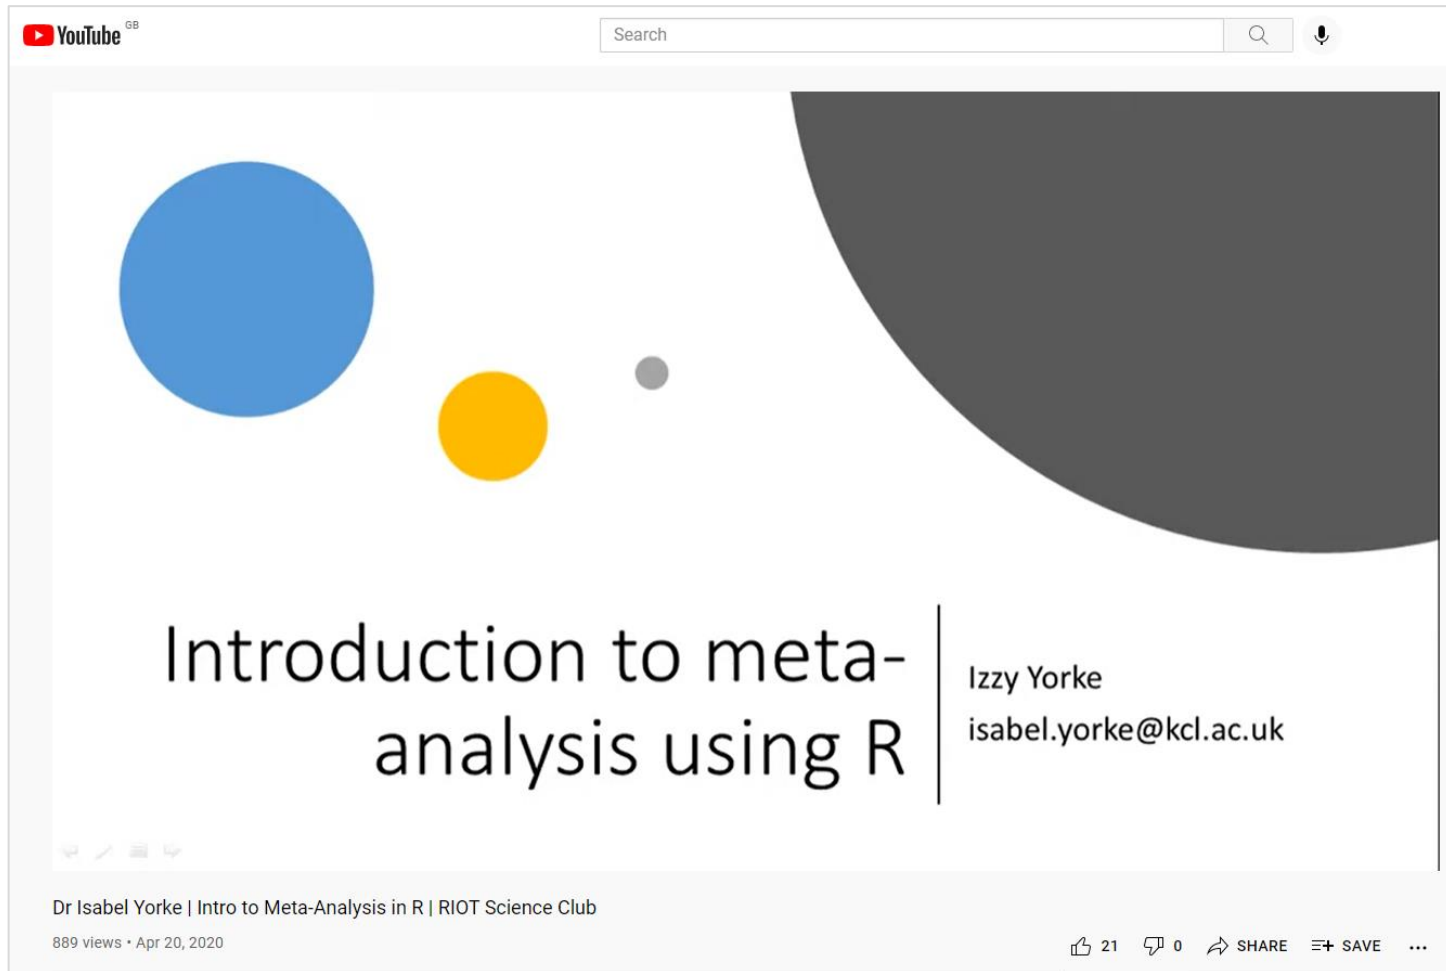 YouTube GB
Search
Introduction to meta-
analysis using R
Izzy Yorke
isabel.yorke@kcl.ac.uk
Dr Isabel Yorke | Intro to Meta-Analysis in R | RIOT Science Club
889 views • Apr 20, 2020
21 0 SHARE SAVE